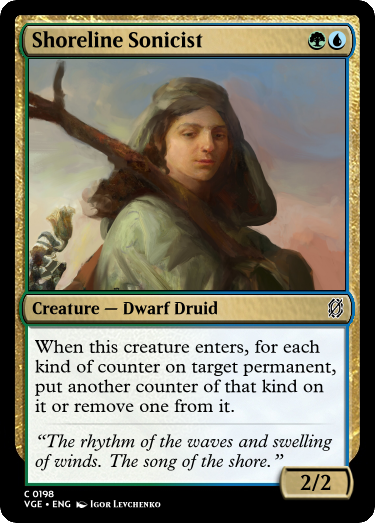 Shoreline Sonicist
Creature — Dwarf Druid
When this creature enters, for each
kind of counter on target permanent,
put another counter of that kind on
it or remove one from it.
“The rhythm of the waves and swelling
of winds. The song of the shore.”
2/2
C 0198
VGE • ENG Igor Levchenko